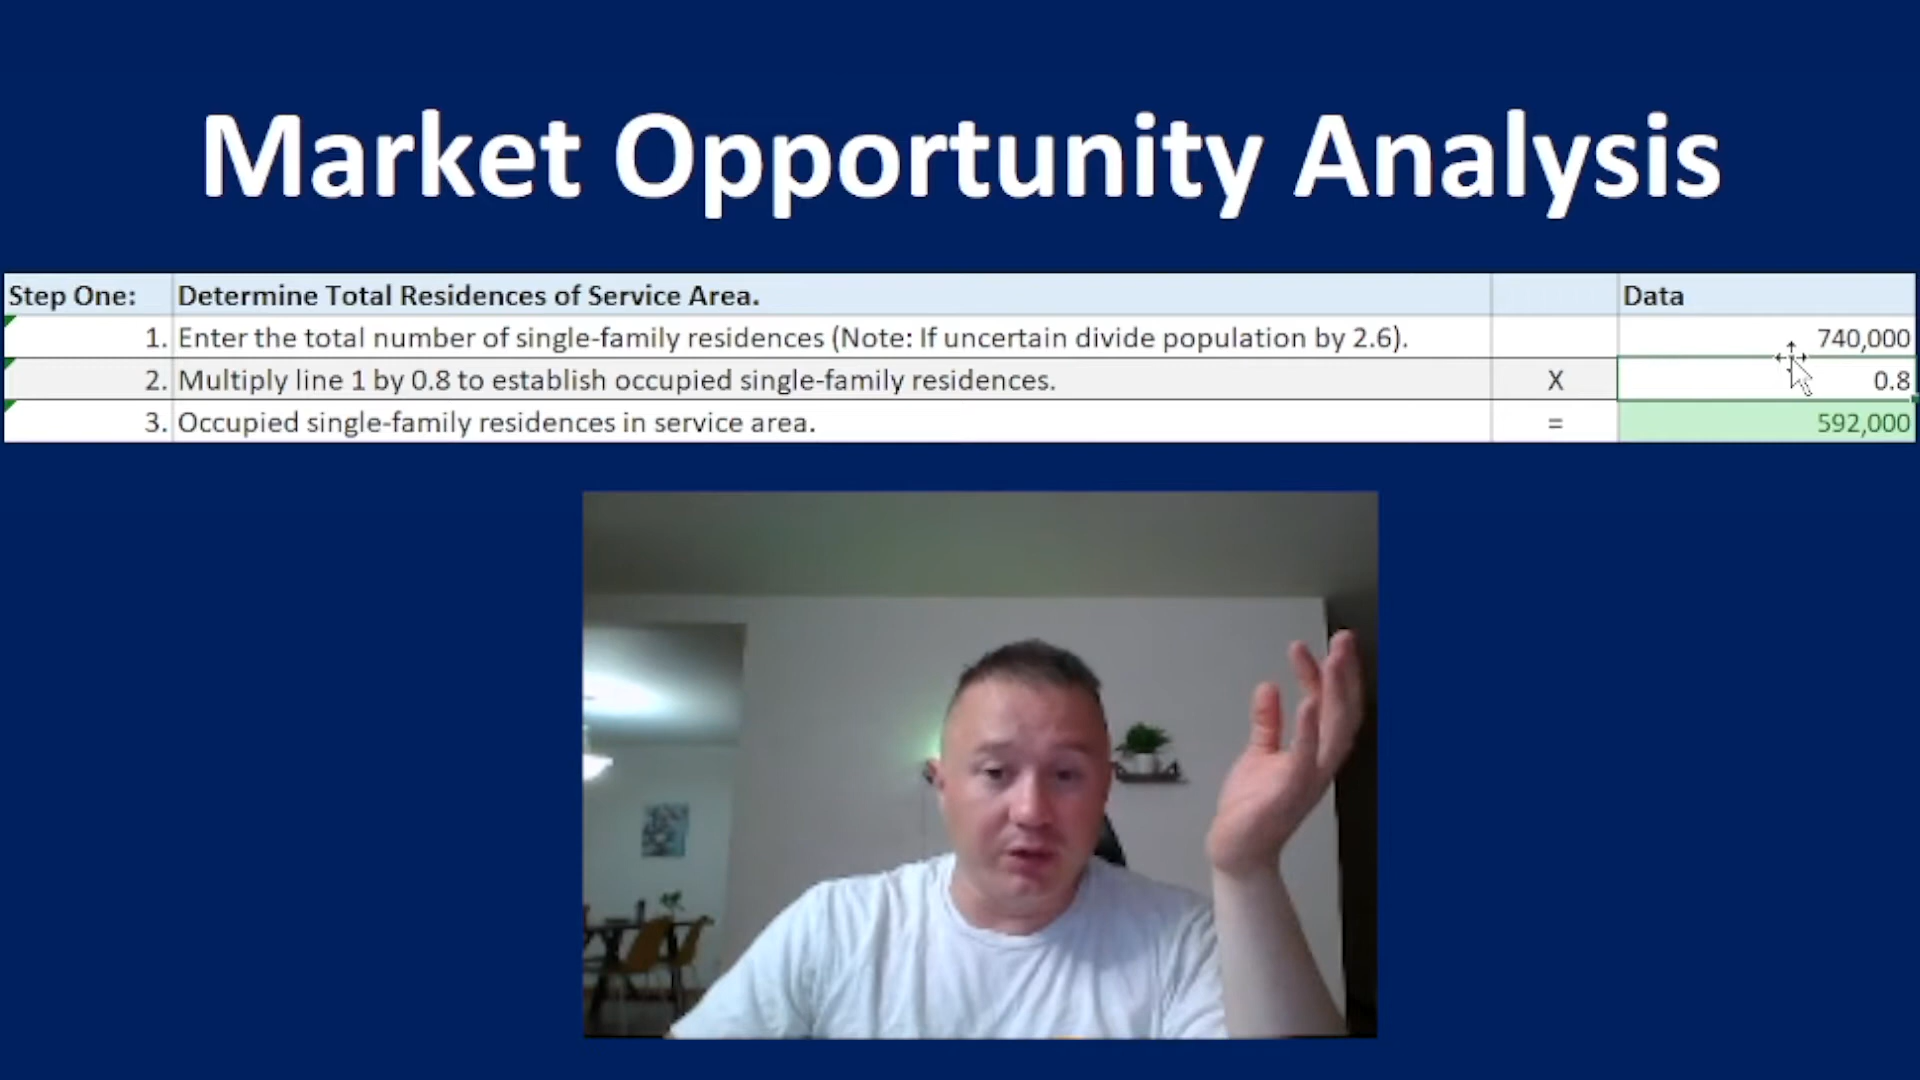 Market Opportunity Analysis
Step One: Determine Total Residences of Service Area. Data
1. Enter the total number of single-family residences (Note: If uncertain divide population by 2.6). 740,000
2. Multiply line 1 by 0.8 to establish occupied single-family residences. X 0.8
3. Occupied single-family residences in service area. = 592,000